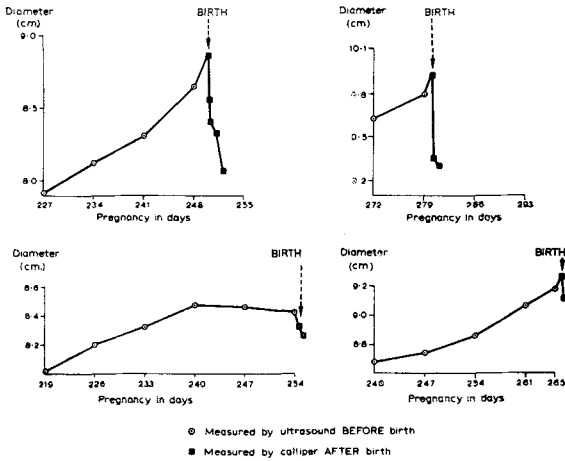 Diameter
(cm)
BIRTH
9·0
8·5
8·0
227 234 241 248 255
Pregnancy in days
Diameter
(cm)
BIRTH
10·1
9·8
9·5
9·2
272 279 286 293
Pregnancy in days
Diameter
(cm)
BIRTH
8·6
8·4
8·2
219 226 233 240 247 254
Pregnancy in days
Diameter
(cm.)
BIRTH
9·2
9·0
8·8
240 247 254 261 265
Pregnancy in days
Measured by ultrasound BEFORE birth
Measured by calliper AFTER birth